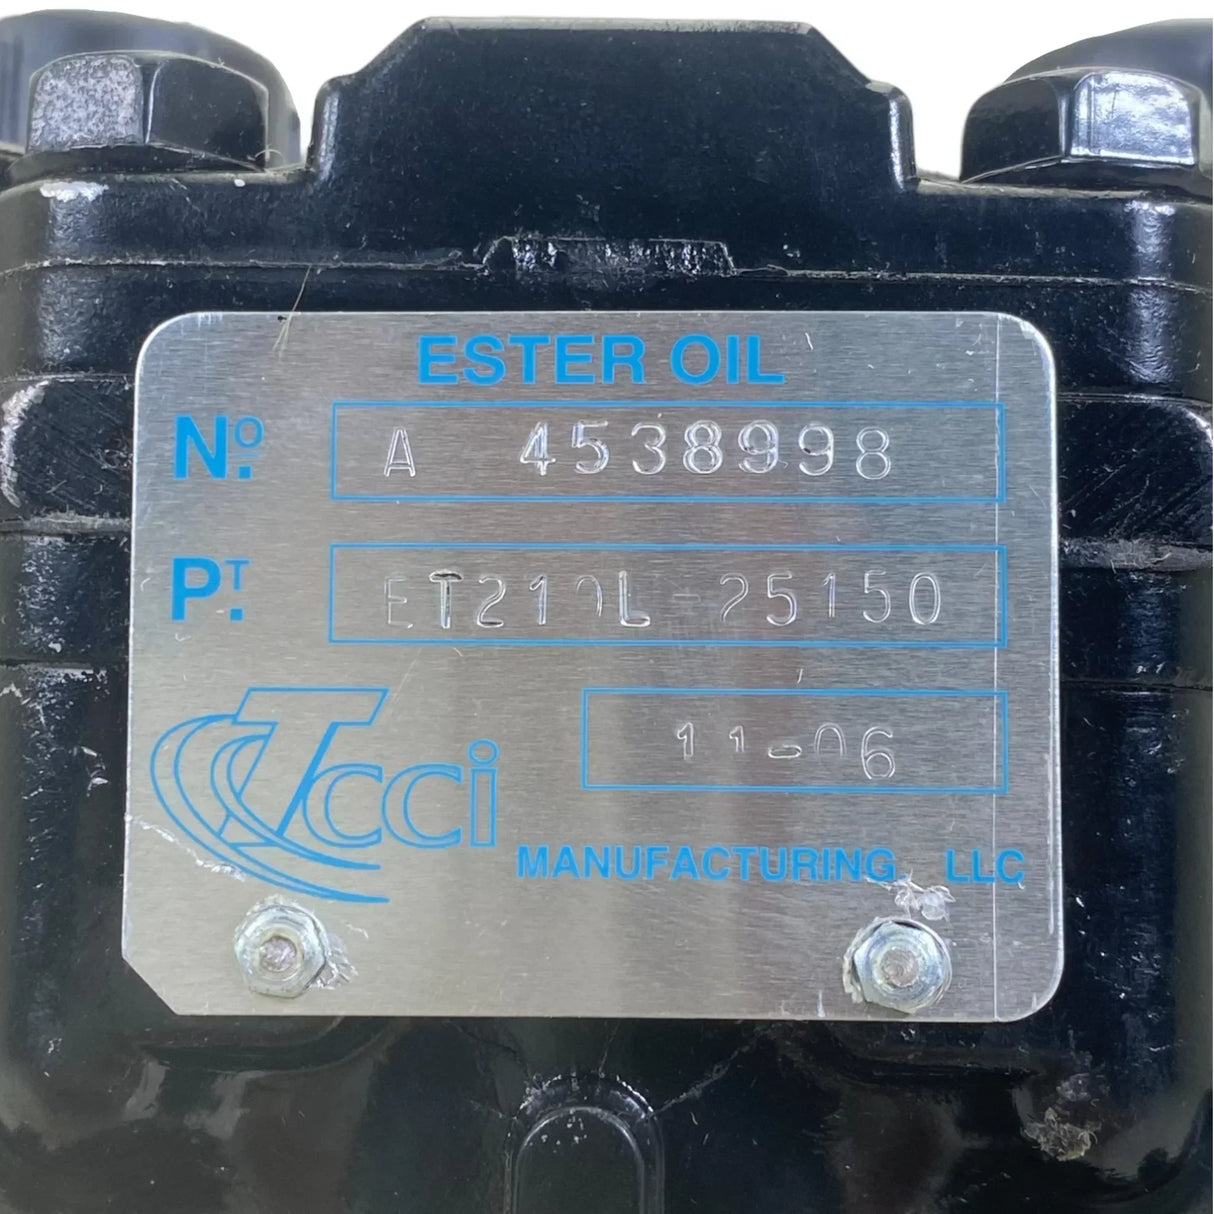 ESTER OIL
Nº. A 4538998
PT. ET210L-25150
Tcci 11-06
MANUFACTURING, LLC